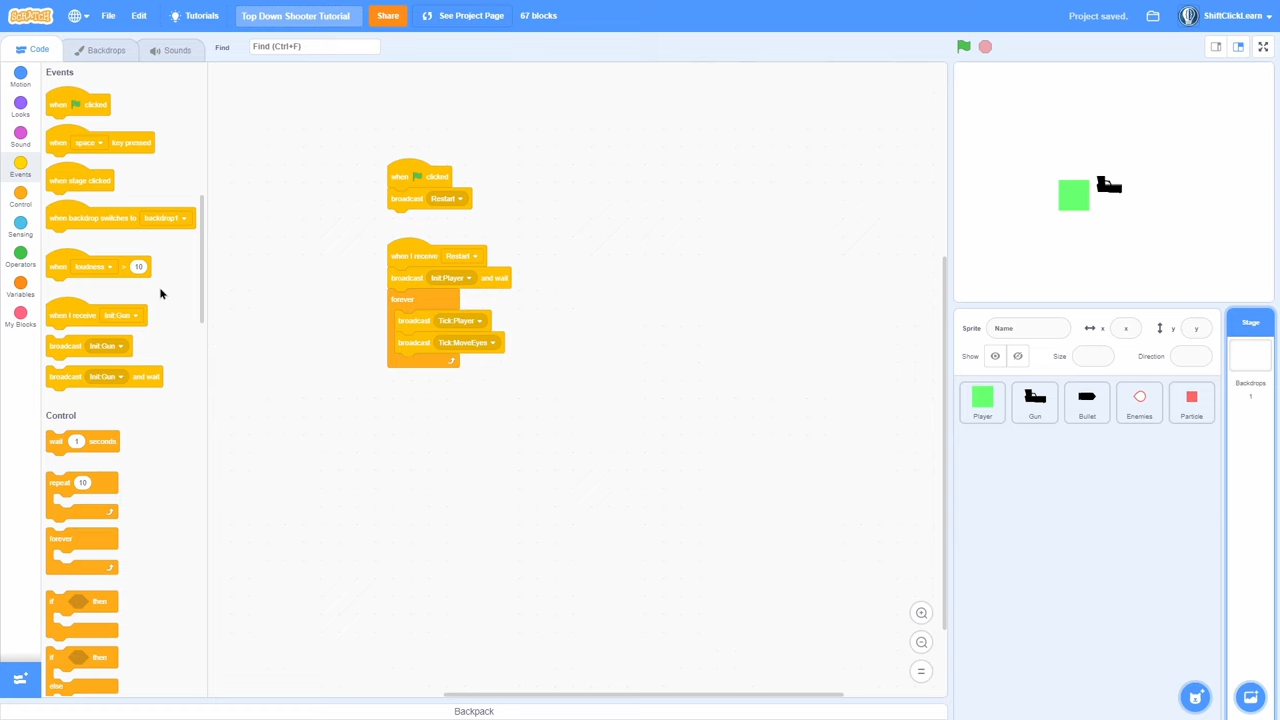 SCRATCH File Edit Tutorials Top Down Shooter Tutorial Share See Project Page 67 blocks Project saved. ShiftClickLearn
Code Backdrops Sounds Find Find (Ctrl+F)
Motion
Looks
Sound
Events
Control
Sensing
Operators
Variables
My Blocks
Events
when clicked
when space key pressed
when stage clicked
when backdrop switches to backdrop1
when loudness > 10
when I receive Init:Gun
broadcast Init:Gun
broadcast Init:Gun and wait
Control
wait 1 seconds
repeat 10
forever
if then
if then
else
when clicked
broadcast Restart
when I receive Restart
broadcast Init:Player and wait
forever
broadcast Tick:Player
broadcast Tick:MoveEyes
Sprite Name x x y y
Show Size Direction
Player Gun Bullet Enemies Particle
Stage
Backdrops
1
Backpack